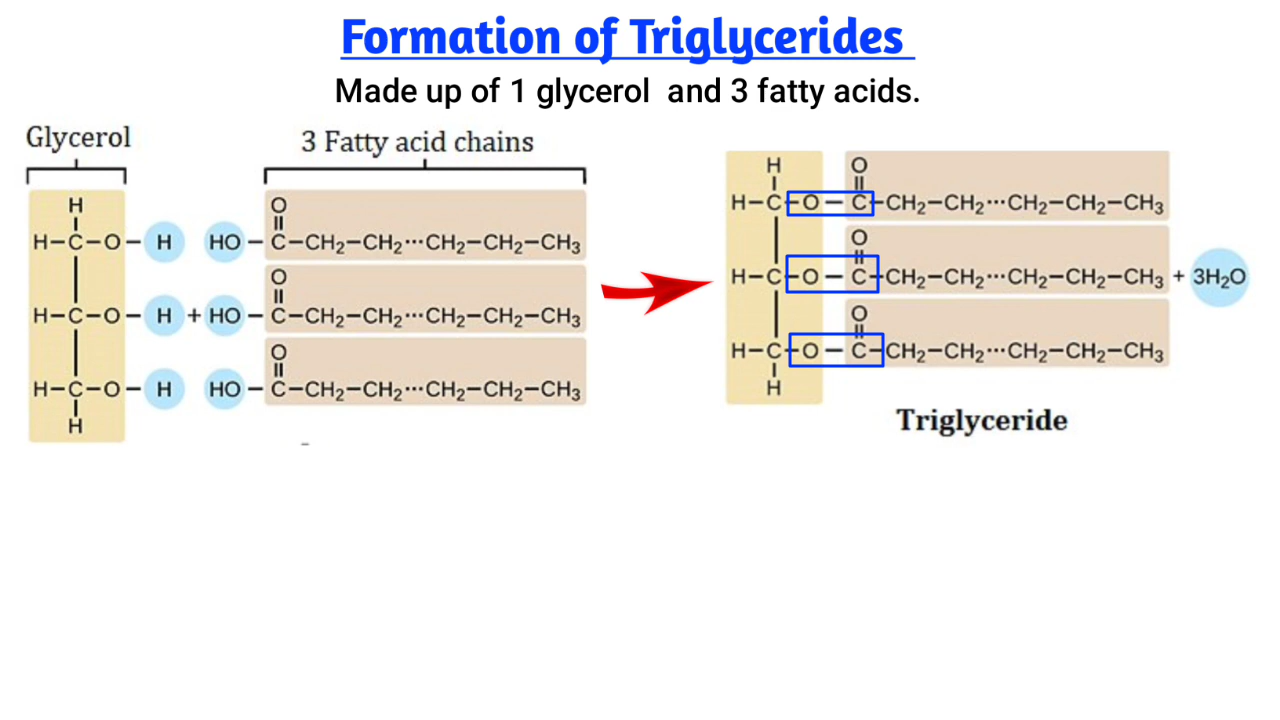 Formation of Triglycerides
Made up of 1 glycerol and 3 fatty acids.
Glycerol
3 Fatty acid chains
H
H–C–O–H
HO–C–CH₂–CH₂···CH₂–CH₂–CH₃
O
H–C–O–H + HO–C–CH₂–CH₂···CH₂–CH₂–CH₃
O
H–C–O–H
HO–C–CH₂–CH₂···CH₂–CH₂–CH₃
O
H
H
O
H–C–O–C–CH₂–CH₂···CH₂–CH₂–CH₃
O
H–C–O–C–CH₂–CH₂···CH₂–CH₂–CH₃ + 3H₂O
O
H–C–O–C–CH₂–CH₂···CH₂–CH₂–CH₃
H
Triglyceride